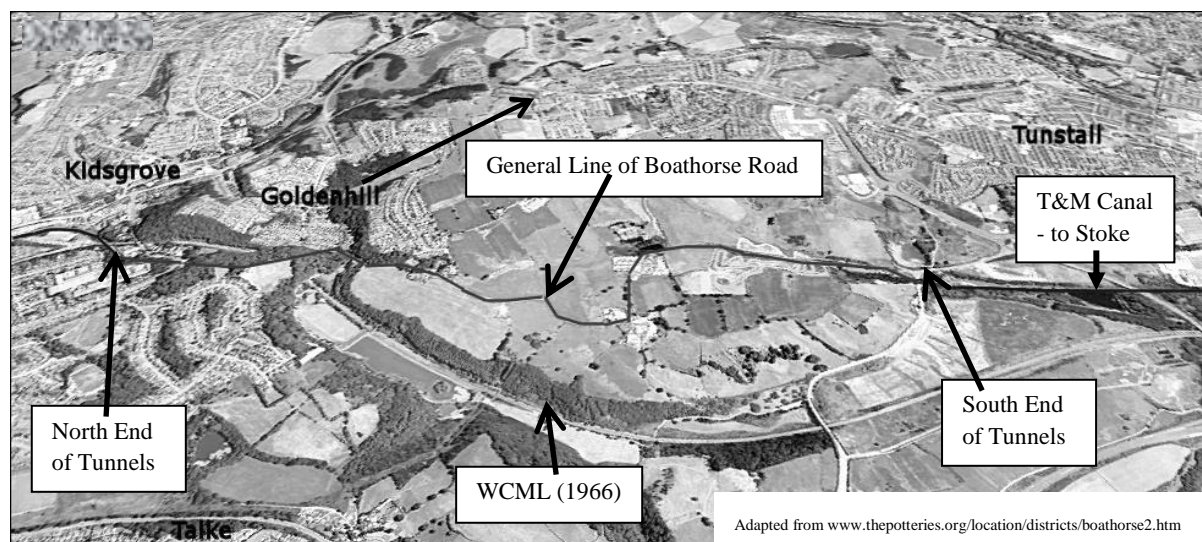 Kidsgrove
Goldenhill
General Line of Boathorse Road
Tunstall
T&M Canal
- to Stoke
North End
of Tunnels
South End
of Tunnels
WCML (1966)
Talke
Adapted from www.thepotteries.org/location/districts/boathorse2.htm